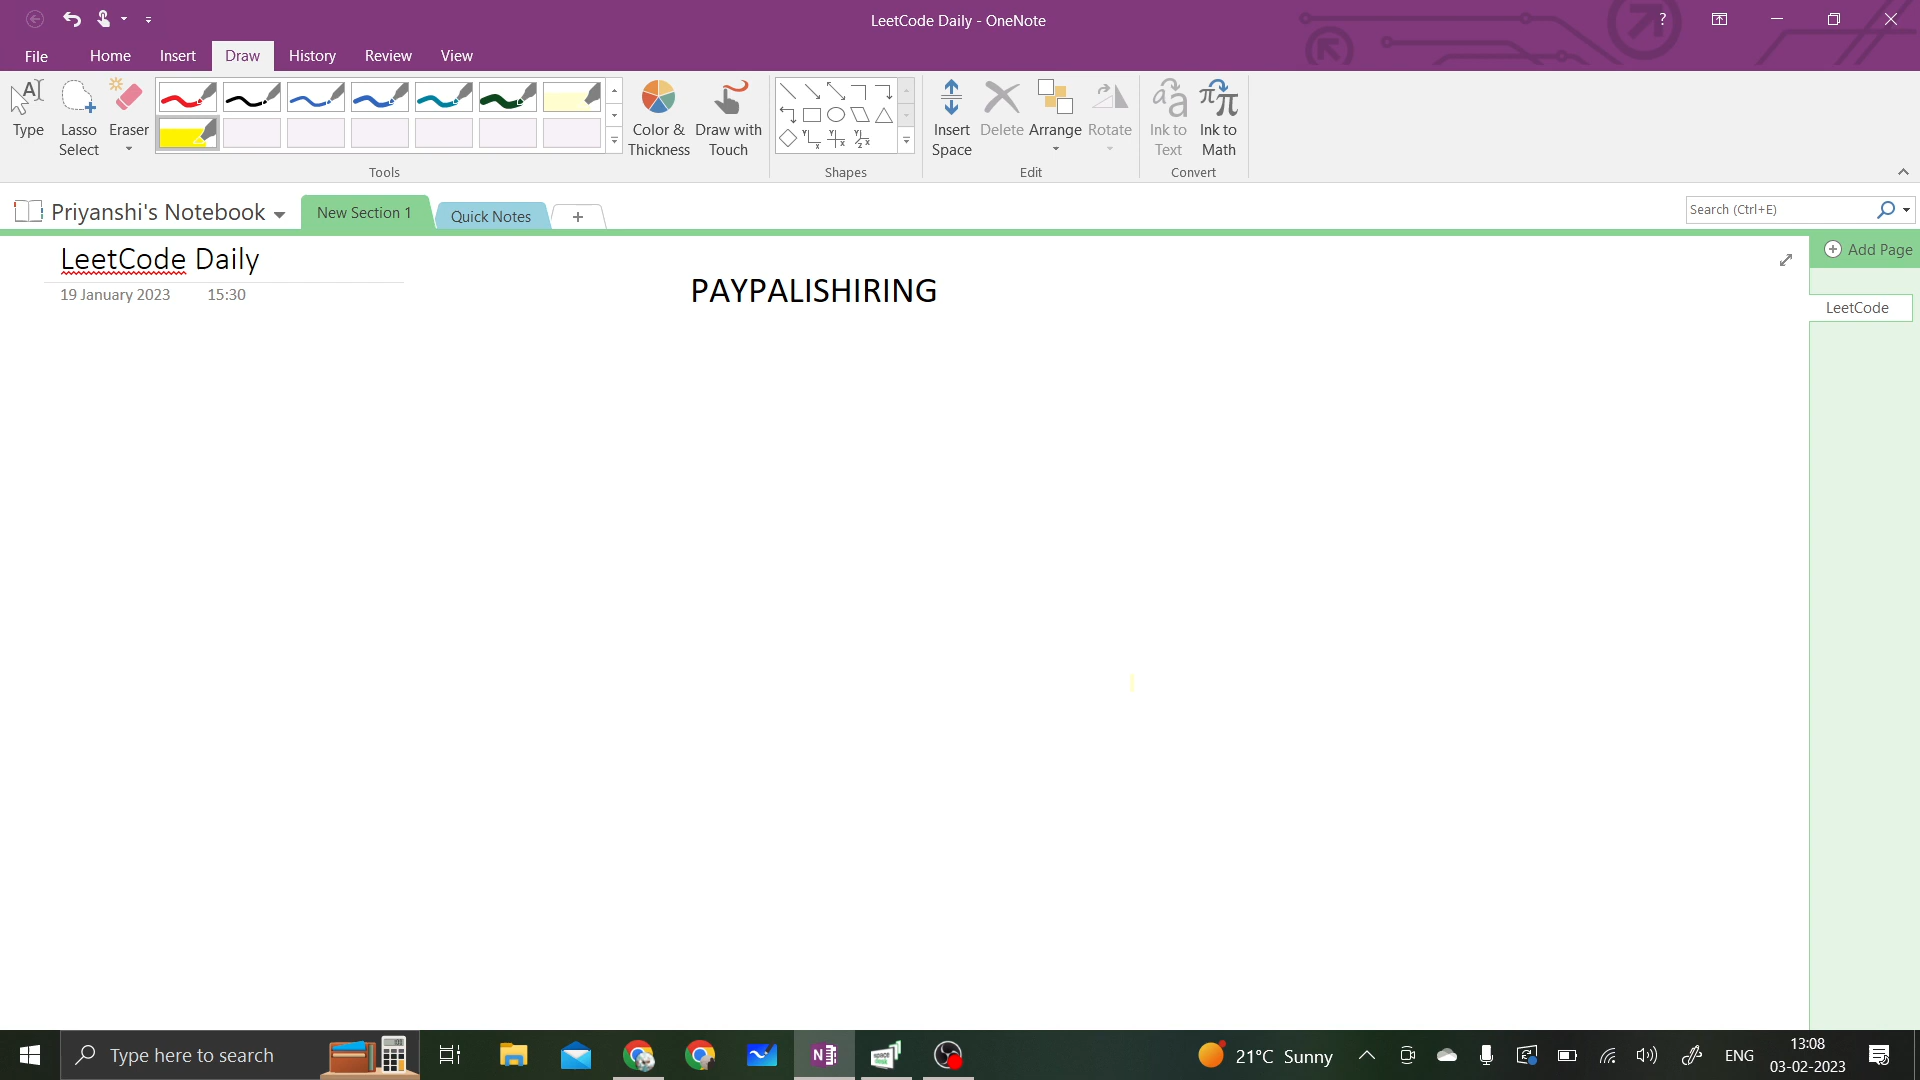 LeetCode Daily - OneNote
?
File Home Insert Draw History Review View
Type
Lasso Select
Eraser
Color & Thickness
Draw with Touch
Insert Space
Delete
Arrange
Rotate
Ink to Text
Ink to Math
Tools
Shapes
Edit
Convert
Priyanshi's Notebook
New Section 1
Quick Notes
+
Search (Ctrl+E)
LeetCode Daily
Add Page
19 January 2023 15:30
PAYPALISHIRING
LeetCode
Type here to search
21°C Sunny
ENG
13:08
03-02-2023